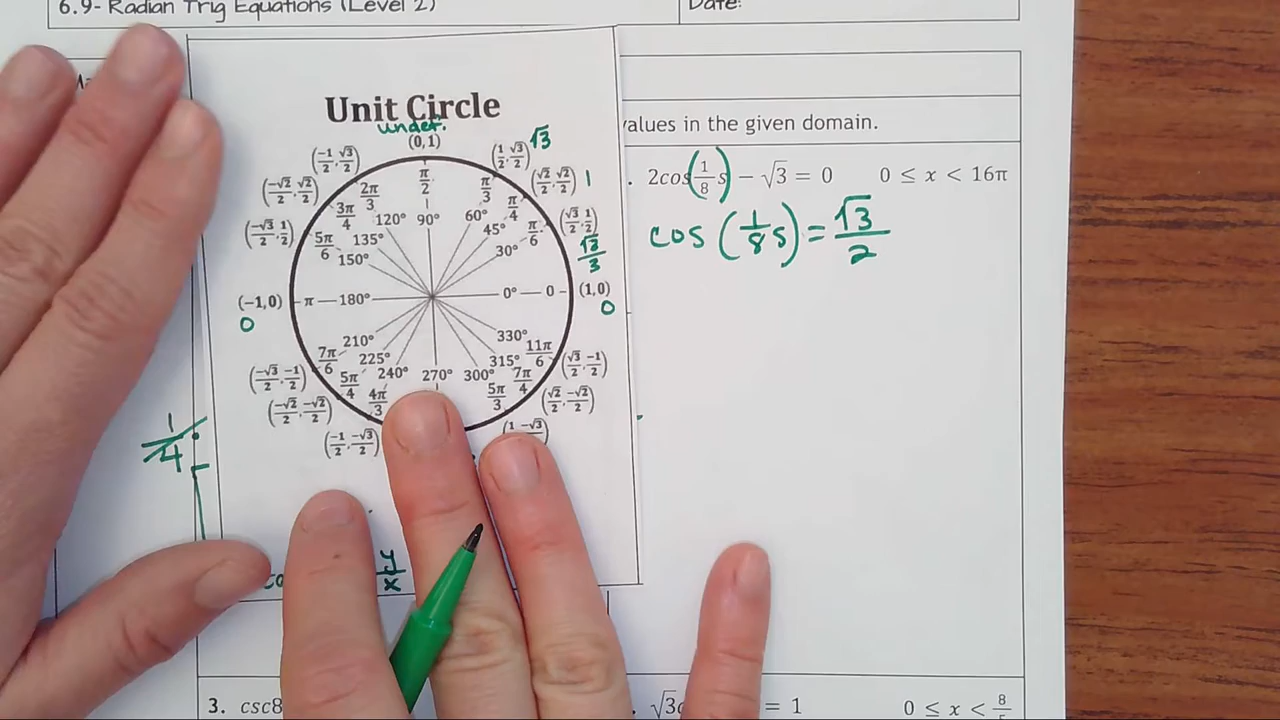 6.9- Radian Trig Equations (Level 2)
Date:
Unit Circle
under.
(0,1)
(-1/2, √3/2) (1/2, √3/2) √3
(-√2/2, √2/2) (√2/2, √2/2) 1
(-√3/2, 1/2) (√3/2, 1/2) √3/3
2π/3 π/2 π/3
3π/4 120° 90° 60° π/4
5π/6 135° 45° π/6
150° 30°
(-1,0) π 180° 0° 0 (1,0)
0 0
210° 330°
7π/6 225° 315° 11π/6
5π/4 240° 270° 300° 7π/4
4π/3 5π/3
(-√3/2, -1/2) (√3/2, -1/2)
(-√2/2, -√2/2) (√2/2, -√2/2)
(-1/2, -√3/2)
y/x
1/4
values in the given domain.
2cos(1/8 s) − √3 = 0 0 ≤ x < 16π
cos (1/8 s) = √3/2
3. csc8
= 1 0 ≤ x <